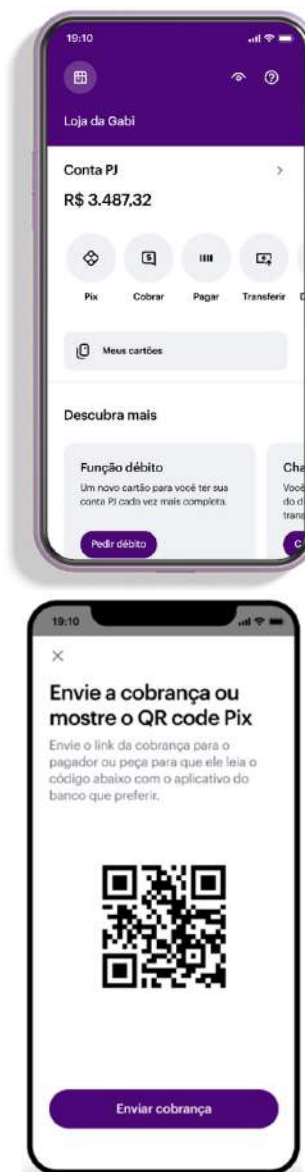 19:10
Loja da Gabi
Conta PJ
R$ 3.487,32
Pix
Cobrar
Pagar
Transferir
Meus cartões
Descubra mais
Função débito
Um novo cartão para você ter sua
conta PJ cada vez mais completa.
Pedir débito
19:10
Envie a cobrança ou
mostre o QR code Pix
Envie o link da cobrança para o
pagador ou peça para que ele leia o
código abaixo com o aplicativo do
banco que preferir.
Enviar cobrança